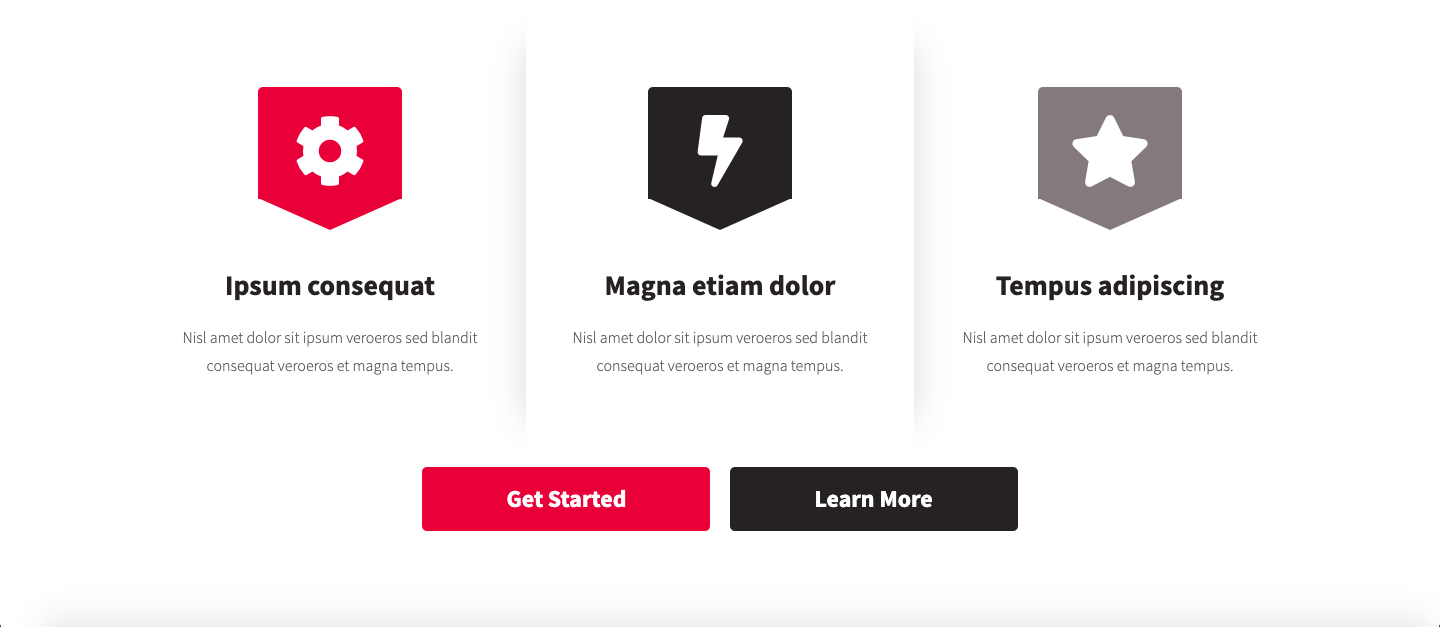 Ipsum consequat
Nisl amet dolor sit ipsum veroeros sed blandit
consequat veroeros et magna tempus.
Magna etiam dolor
Nisl amet dolor sit ipsum veroeros sed blandit
consequat veroeros et magna tempus.
Tempus adipiscing
Nisl amet dolor sit ipsum veroeros sed blandit
consequat veroeros et magna tempus.
Get Started
Learn More